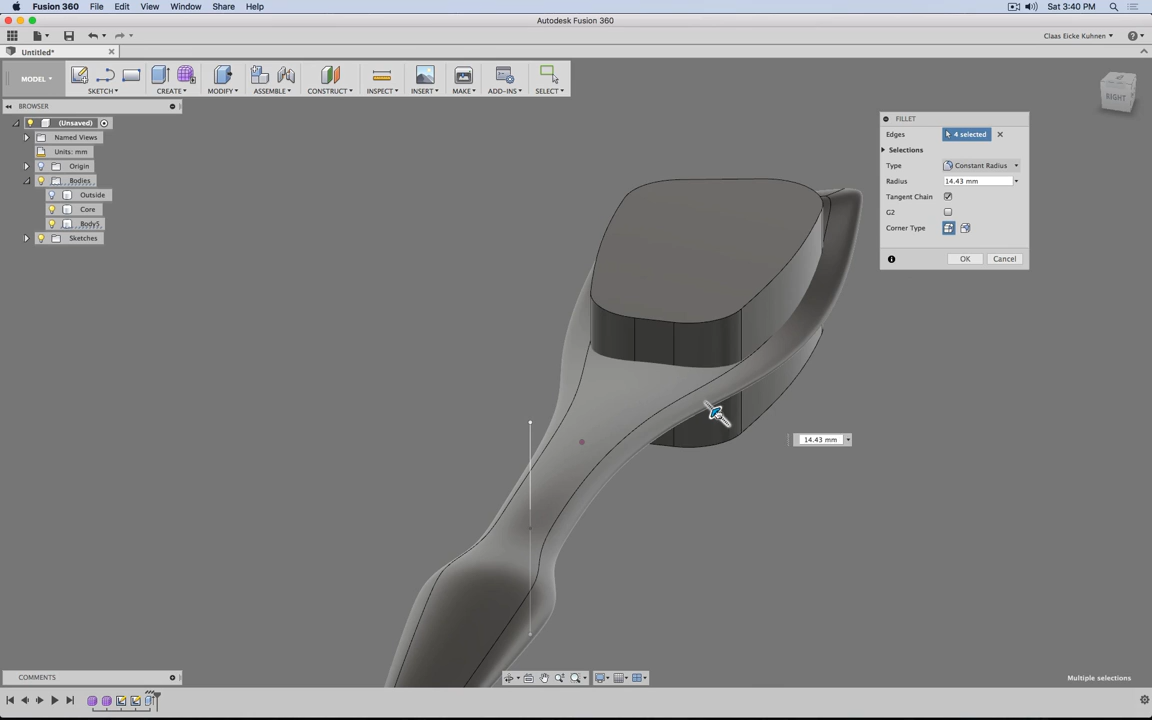 Fusion 360 File Edit View Window Share Help Sat 3:40 PM
Autodesk Fusion 360
Claas Eicke Kuhnen
Untitled*
MODEL SKETCH CREATE MODIFY ASSEMBLE CONSTRUCT INSPECT INSERT MAKE ADD-INS SELECT
RIGHT
BROWSER
(Unsaved)
Named Views
Units: mm
Origin
Bodies
Outside
Core
Body5
Sketches
FILLET
Edges 4 selected
Selections
Type Constant Radius
Radius 14.43 mm
Tangent Chain
G2
Corner Type
OK Cancel
14.43 mm
COMMENTS
Multiple selections